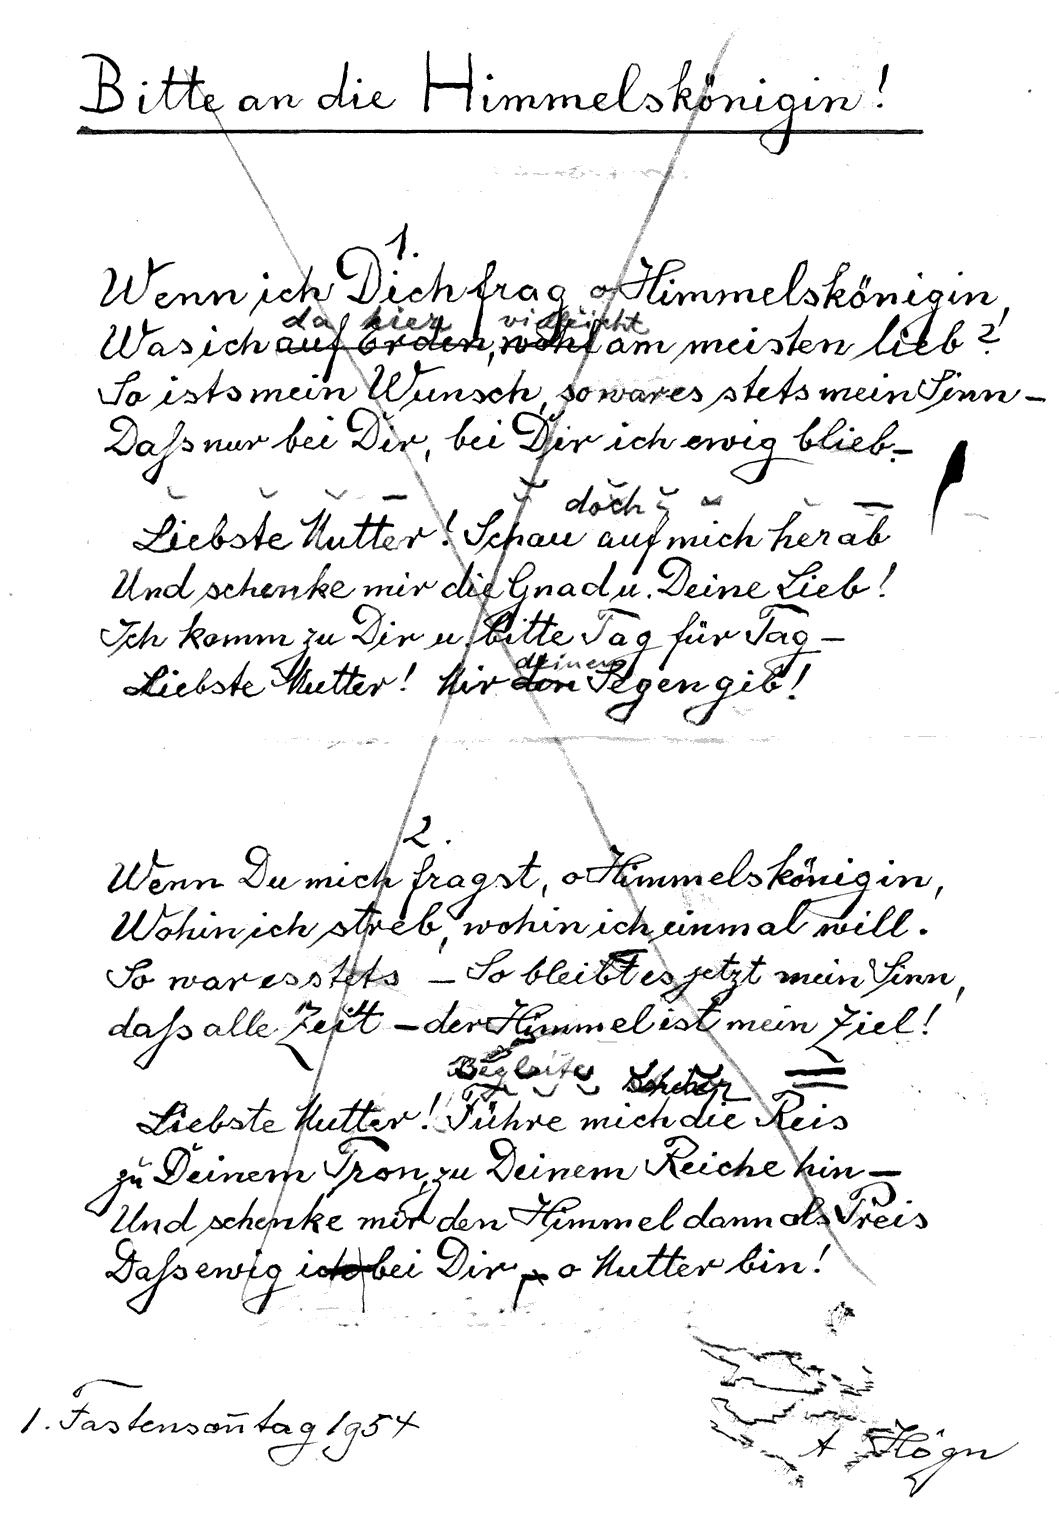 Bitte an die Himmelskönigin!
1.
Wenn ich Dich frag o Himmelskönigin,
da hier vielleicht
Was ich auf Erden, wohl am meisten lieb?
So ists mein Wunsch, so wares stets mein Sinn –
Dass nur bei Dir, bei Dir ich ewig blieb. –
doch
Liebste Mutter! Schau auf mich herab
Und schenke mir die Gnad u. Deine Lieb!
Ich komm zu Dir u. bitte Tag für Tag –
deinen
Liebste Mutter! Mir den Segen gib!
2.
Wenn Du mich fragst, o Himmelskönigin,
Wohin ich streb, wohin ich einmal will.
So war es stets – So bleibt es jetzt mein Sinn,
dass alle Zeit – der Himmel ist mein Ziel!
Begleite
Liebste Mutter! Führe mich die Reis
zu Deinem Tron, zu Deinem Reiche hin –
Und schenke mir den Himmel dann als Preis
Dass ewig ich bei Dir, o Mutter bin!
1. Fastenson̄tag 1954
A Högn